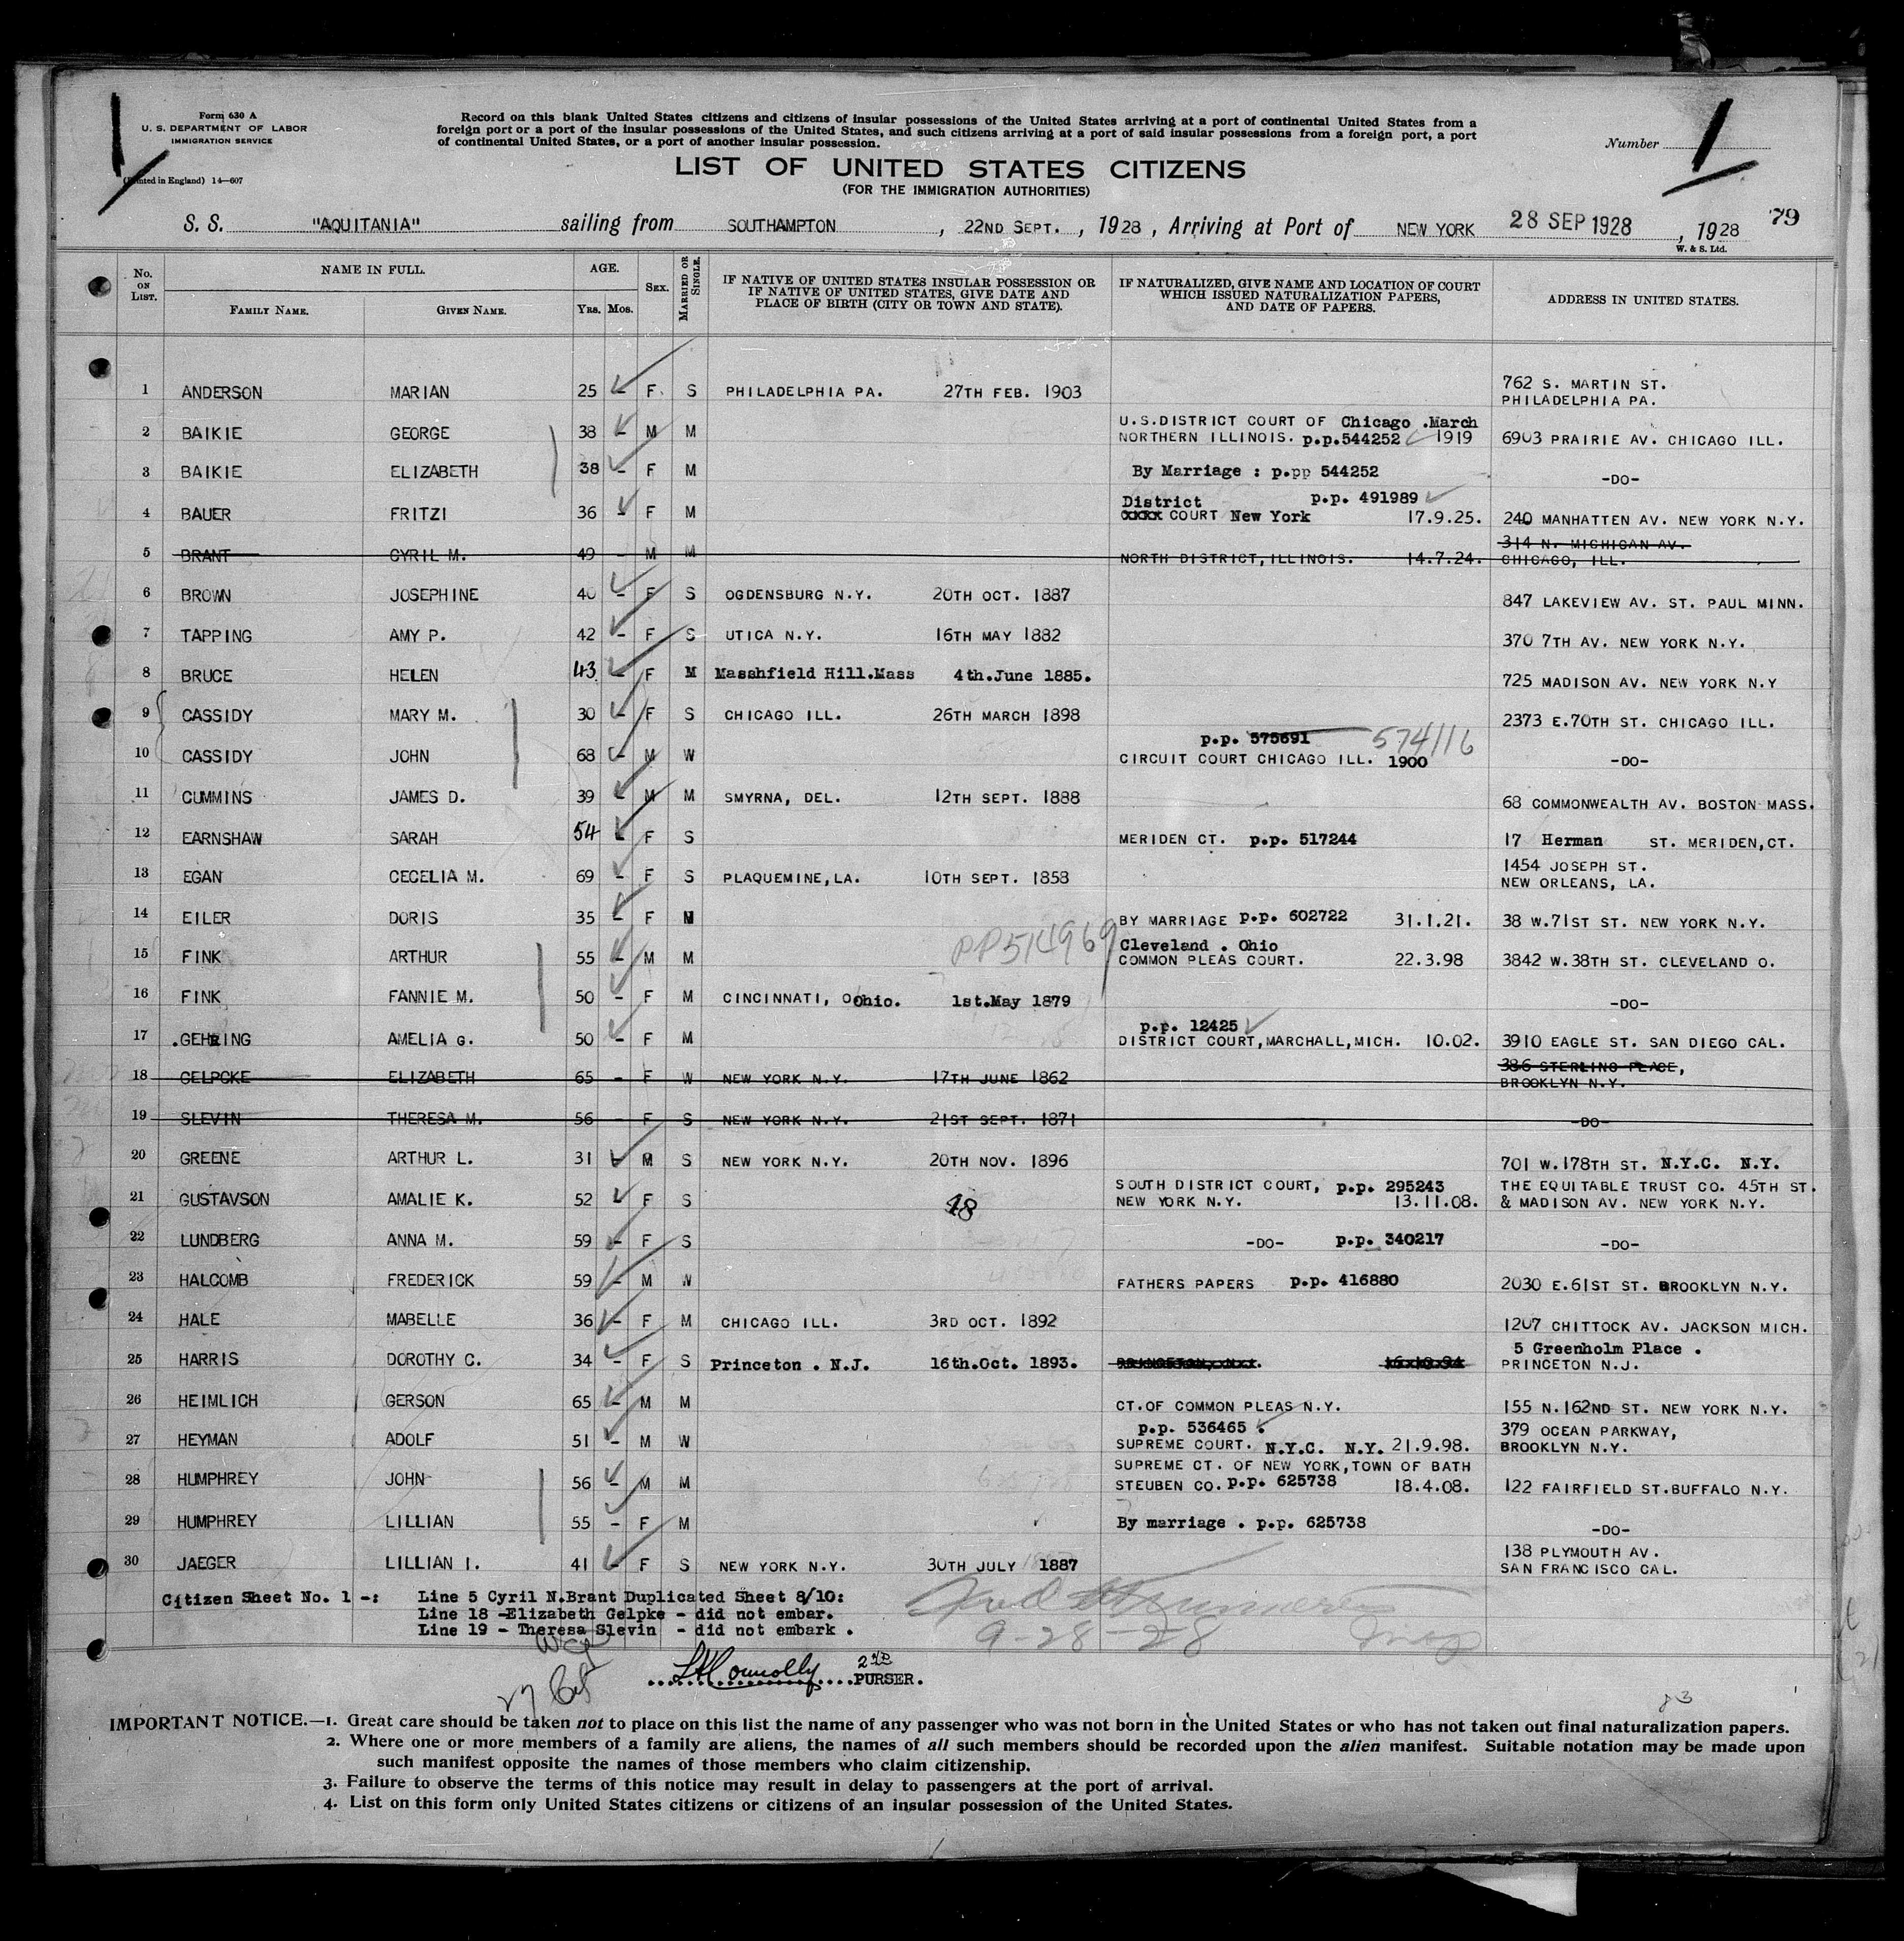 Form 630 A
U. S. DEPARTMENT OF LABOR
IMMIGRATION SERVICE
(Printed in England) 14—607
Record on this blank United States citizens and citizens of insular possessions of the United States arriving at a port of continental United States from a
foreign port or a port of the insular possessions of the United States, and such citizens arriving at a port of said insular possessions from a foreign port, a port
of continental United States, or a port of another insular possession.
Number 1
LIST OF UNITED STATES CITIZENS
(FOR THE IMMIGRATION AUTHORITIES)
S. S. "AQUITANIA" sailing from SOUTHAMPTON, 22ND SEPT., 1928, Arriving at Port of NEW YORK 28 SEP 1928, 1928 79
W. & S. Ltd.
No. ON LIST. NAME IN FULL. AGE. SEX. MARRIED OR SINGLE. IF NATIVE OF UNITED STATES INSULAR POSSESSION OR IF NATIVE OF UNITED STATES, GIVE DATE AND PLACE OF BIRTH (CITY OR TOWN AND STATE). IF NATURALIZED, GIVE NAME AND LOCATION OF COURT WHICH ISSUED NATURALIZATION PAPERS, AND DATE OF PAPERS. ADDRESS IN UNITED STATES.
FAMILY NAME. GIVEN NAME. YRS. MOS.
1 ANDERSON MARIAN 25 - F S PHILADELPHIA PA. 27TH FEB. 1903 762 S. MARTIN ST. PHILADELPHIA PA.
2 BAIKIE GEORGE 38 - M M U.S.DISTRICT COURT OF Chicago .March NORTHERN ILLINOIS. p.p.544252 1919 6903 PRAIRIE AV. CHICAGO ILL.
3 BAIKIE ELIZABETH 38 - F M By Marriage : p.pp 544252 -DO-
4 BAUER FRITZI 36 - F M District p.p. 491989 xxxx COURT New York 17.9.25. 240 MANHATTEN AV. NEW YORK N.Y.
5 BRANT CYRIL M. 49 - M M NORTH DISTRICT, ILLINOIS. 14.7.24. 314 N. MICHIGAN AV. CHICAGO, ILL.
6 BROWN JOSEPHINE 40 - F S OGDENSBURG N.Y. 20TH OCT. 1887 847 LAKEVIEW AV. ST. PAUL MINN.
7 TAPPING AMY P. 42 - F S UTICA N.Y. 16TH MAY 1882 370 7TH AV. NEW YORK N.Y.
8 BRUCE HELEN 43 - F M Masshfield Hill.Mass 4th.June 1885. 725 MADISON AV. NEW YORK N.Y
9 CASSIDY MARY M. 30 - F S CHICAGO ILL. 26TH MARCH 1898 2373 E.70TH ST. CHICAGO ILL.
10 CASSIDY JOHN 68 - M W p.p. 575691 574116 CIRCUIT COURT CHICAGO ILL. 1900 -DO-
11 CUMMINS JAMES D. 39 - M M SMYRNA, DEL. 12TH SEPT. 1888 68 COMMONWEALTH AV. BOSTON MASS.
12 EARNSHAW SARAH 54 - F S MERIDEN CT. p.p. 517244 17 Herman ST. MERIDEN,CT.
13 EGAN CECELIA M. 69 - F S PLAQUEMINE,LA. 10TH SEPT. 1858 1454 JOSEPH ST. NEW ORLEANS, LA.
14 EILER DORIS 35 - F M BY MARRIAGE p.p. 602722 31.1.21. 38 W.71ST ST. NEW YORK N.Y.
15 FINK ARTHUR 55 - M M PP514969 Cleveland . Ohio COMMON PLEAS COURT. 22.3.98 3842 W.38TH ST. CLEVELAND O.
16 FINK FANNIE M. 50 - F M CINCINNATI, Ohio. 1st.May 1879 -DO-
17 .GEHRING AMELIA G. 50 - F M p.p. 12425 DISTRICT COURT,MARCHALL,MICH. 10.02. 3910 EAGLE ST. SAN DIEGO CAL.
18 GELPCKE ELIZABETH 65 - F W NEW YORK N.Y. 17TH JUNE 1862 386 STERLING PLACE, BROOKLYN N.Y.
19 SLEVIN THERESA M. 56 - F S NEW YORK N.Y. 21ST SEPT. 1871 -DO-
20 GREENE ARTHUR L. 31 - M S NEW YORK N.Y. 20TH NOV. 1896 701 W.178TH ST. N.Y.C. N.Y.
21 GUSTAVSON AMALIE K. 52 - F S 18 SOUTH DISTRICT COURT, p.p. 295243 NEW YORK N.Y. 13.11.08. THE EQUITABLE TRUST CO. 45TH ST. & MADISON AV. NEW YORK N.Y.
22 LUNDBERG ANNA M. 59 - F S -DO- p.p. 340217 -DO-
23 HALCOMB FREDERICK 59 - M W FATHERS PAPERS p.p. 416880 2030 E.61ST ST. BROOKLYN N.Y.
24 HALE MABELLE 36 - F M CHICAGO ILL. 3RD OCT. 1892 1207 CHITTOCK AV. JACKSON MICH.
25 HARRIS DOROTHY C. 34 - F S Princeton . N.J. 16th.Oct. 1893. 5 Greenholm Place . PRINCETON N.J.
26 HEIMLICH GERSON 65 - M M CT.OF COMMON PLEAS N.Y. 155 N.162ND ST. NEW YORK N.Y.
27 HEYMAN ADOLF 51 - M W p.p. 536465 SUPREME COURT. N.Y.C. N.Y. 21.9.98. 379 OCEAN PARKWAY, BROOKLYN N.Y.
28 HUMPHREY JOHN 56 - M M SUPREME CT. OF NEW YORK,TOWN OF BATH STEUBEN CO. p.p. 625738 18.4.08. 122 FAIRFIELD ST.BUFFALO N.Y.
29 HUMPHREY LILLIAN 55 - F M By marriage . p.p. 625738 -DO-
30 JAEGER LILLIAN I. 41 - F S NEW YORK N.Y. 30TH JULY 1887 138 PLYMOUTH AV. SAN FRANCISCO CAL.
Citizen Sheet No. 1 -: Line 5 Cyril N.Brant Duplicated Sheet 8/10:
Line 18 -Elizabeth Gelpke - did not embar.
Line 19 - Theresa Slevin - did not embark .
9-28-28
Connolly 2nd PURSER.
83
IMPORTANT NOTICE.—1. Great care should be taken not to place on this list the name of any passenger who was not born in the United States or who has not taken out final naturalization papers.
2. Where one or more members of a family are aliens, the names of all such members should be recorded upon the alien manifest. Suitable notation may be made upon
such manifest opposite the names of those members who claim citizenship.
3. Failure to observe the terms of this notice may result in delay to passengers at the port of arrival.
4. List on this form only United States citizens or citizens of an insular possession of the United States.